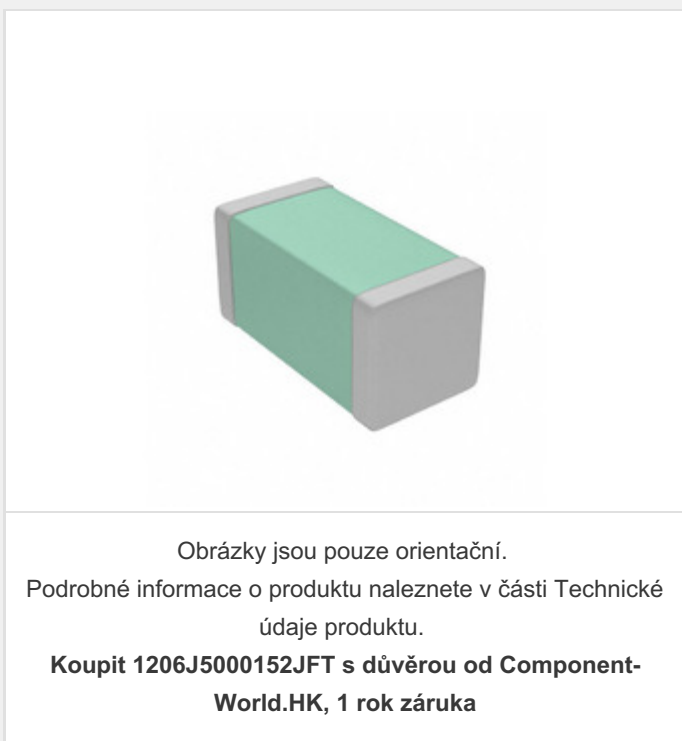 Obrázky jsou pouze orientační.
Podrobné informace o produktu naleznete v části Technické
údaje produktu.
Koupit 1206J5000152JFT s důvěrou od Component-
World.HK, 1 rok záruka